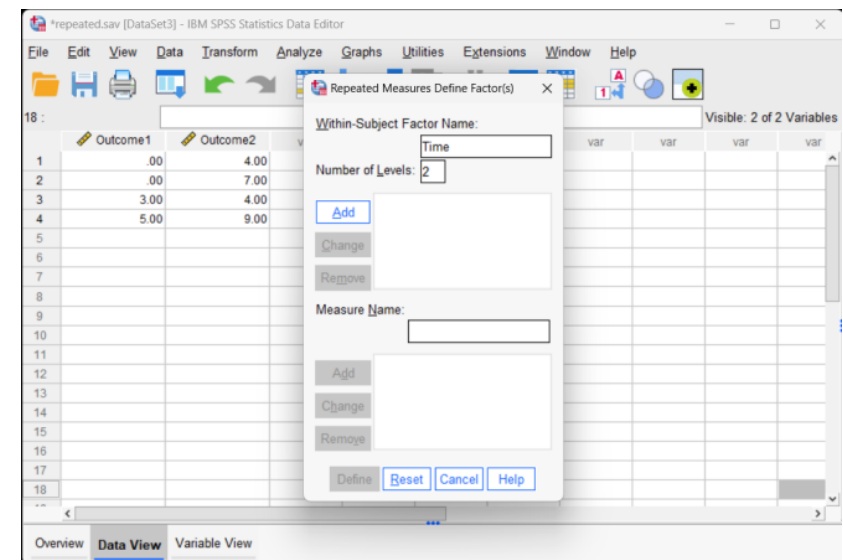 *repeated.sav [DataSet3] - IBM SPSS Statistics Data Editor
File Edit View Data Transform Analyze Graphs Utilities Extensions Window Help
Repeated Measures Define Factor(s)
18 :
Visible: 2 of 2 Variables
Outcome1 Outcome2 var var var var
1 .00 4.00
2 .00 7.00
3 3.00 4.00
4 5.00 9.00
5
6
7
8
9
10
11
12
13
14
15
16
17
18
Within-Subject Factor Name:
Time
Number of Levels: 2
Add
Change
Remove
Measure Name:
Add
Change
Remove
Define Reset Cancel Help
Overview Data View Variable View